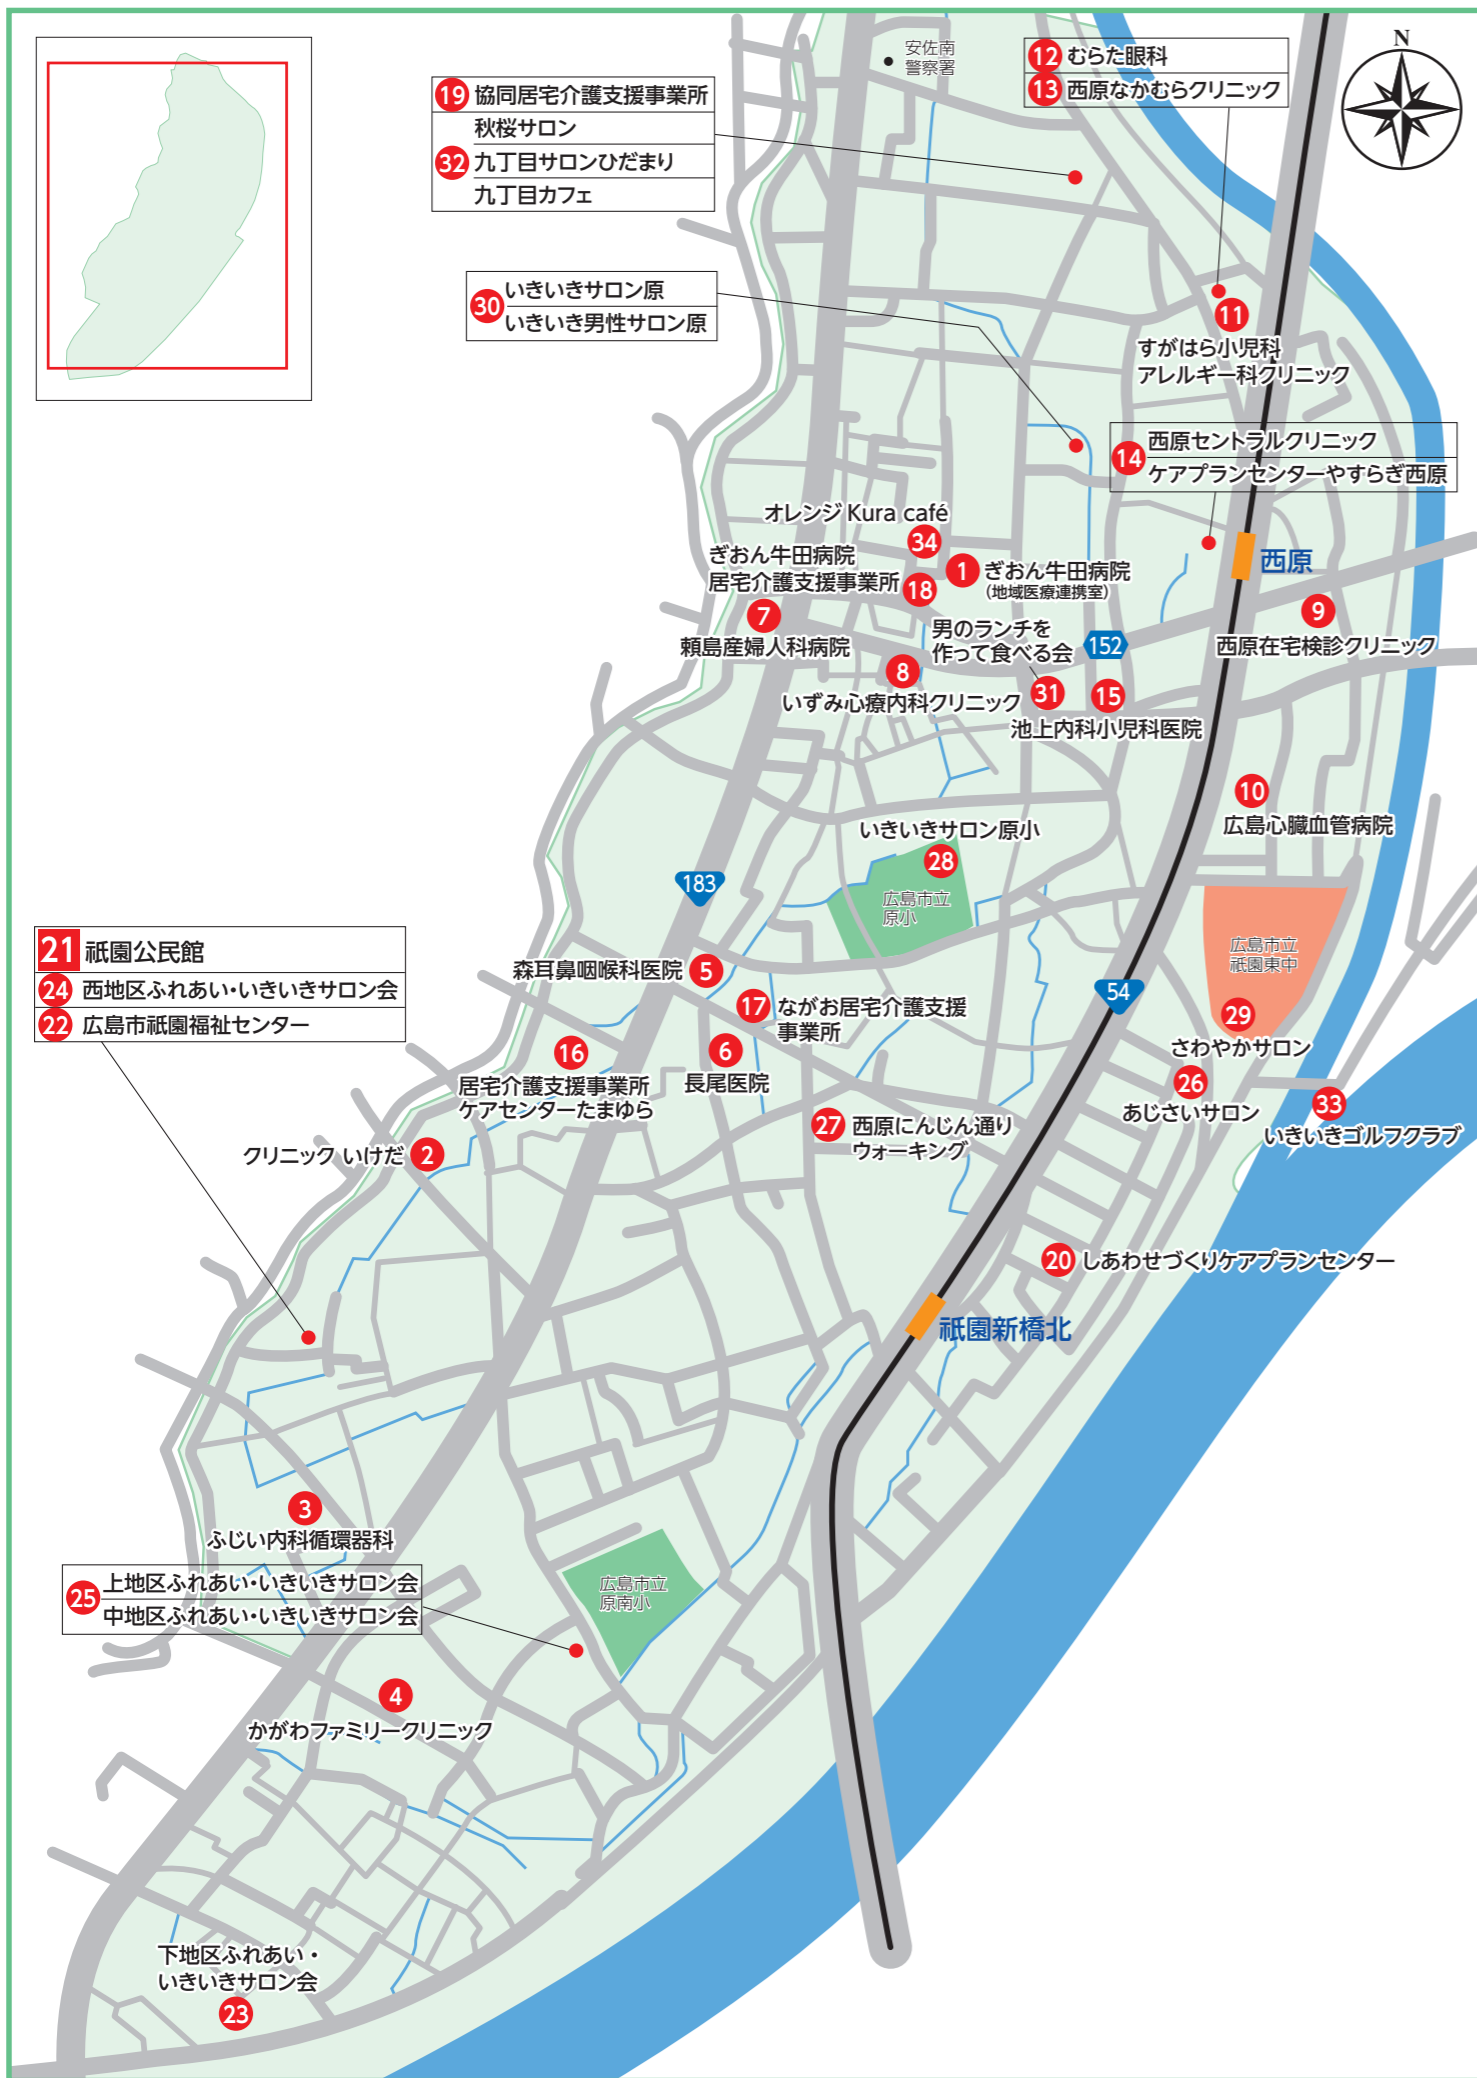 安佐南
警察署
N
12 むらた眼科
13 西原なかむらクリニック
19 協同居宅介護支援事業所
秋桜サロン
32 九丁目サロンひだまり
九丁目カフェ
30 いきいきサロン原
いきいき男性サロン原
11
すがはら小児科
アレルギー科クリニック
14 西原セントラルクリニック
ケアプランセンターやすらぎ西原
オレンジ Kura café
34
ぎおん牛田病院
居宅介護支援事業所 18
1 ぎおん牛田病院
(地域医療連携室)
西原
7
頼島産婦人科病院
9
西原在宅検診クリニック
男のランチを
作って食べる会
31
152
8
いずみ心療内科クリニック
15
池上内科小児科医院
10
広島心臓血管病院
いきいきサロン原小
28
広島市立
原小
183
広島市立
祇園東中
21 祇園公民館
24 西地区ふれあい・いきいきサロン会
22 広島市祇園福祉センター
森耳鼻咽喉科医院 5
54
17 ながお居宅介護支援
事業所
29
さわやかサロン
16
居宅介護支援事業所
ケアセンターたまゆら
6
長尾医院
26
あじさいサロン
33
いきいきゴルフクラブ
27 西原にんじん通り
ウォーキング
クリニック いけだ 2
20 しあわせづくりケアプランセンター
祇園新橋北
3
ふじい内科循環器科
25 上地区ふれあい・いきいきサロン会
中地区ふれあい・いきいきサロン会
広島市立
原南小
4
かがわファミリークリニック
下地区ふれあい・
いきいきサロン会
23